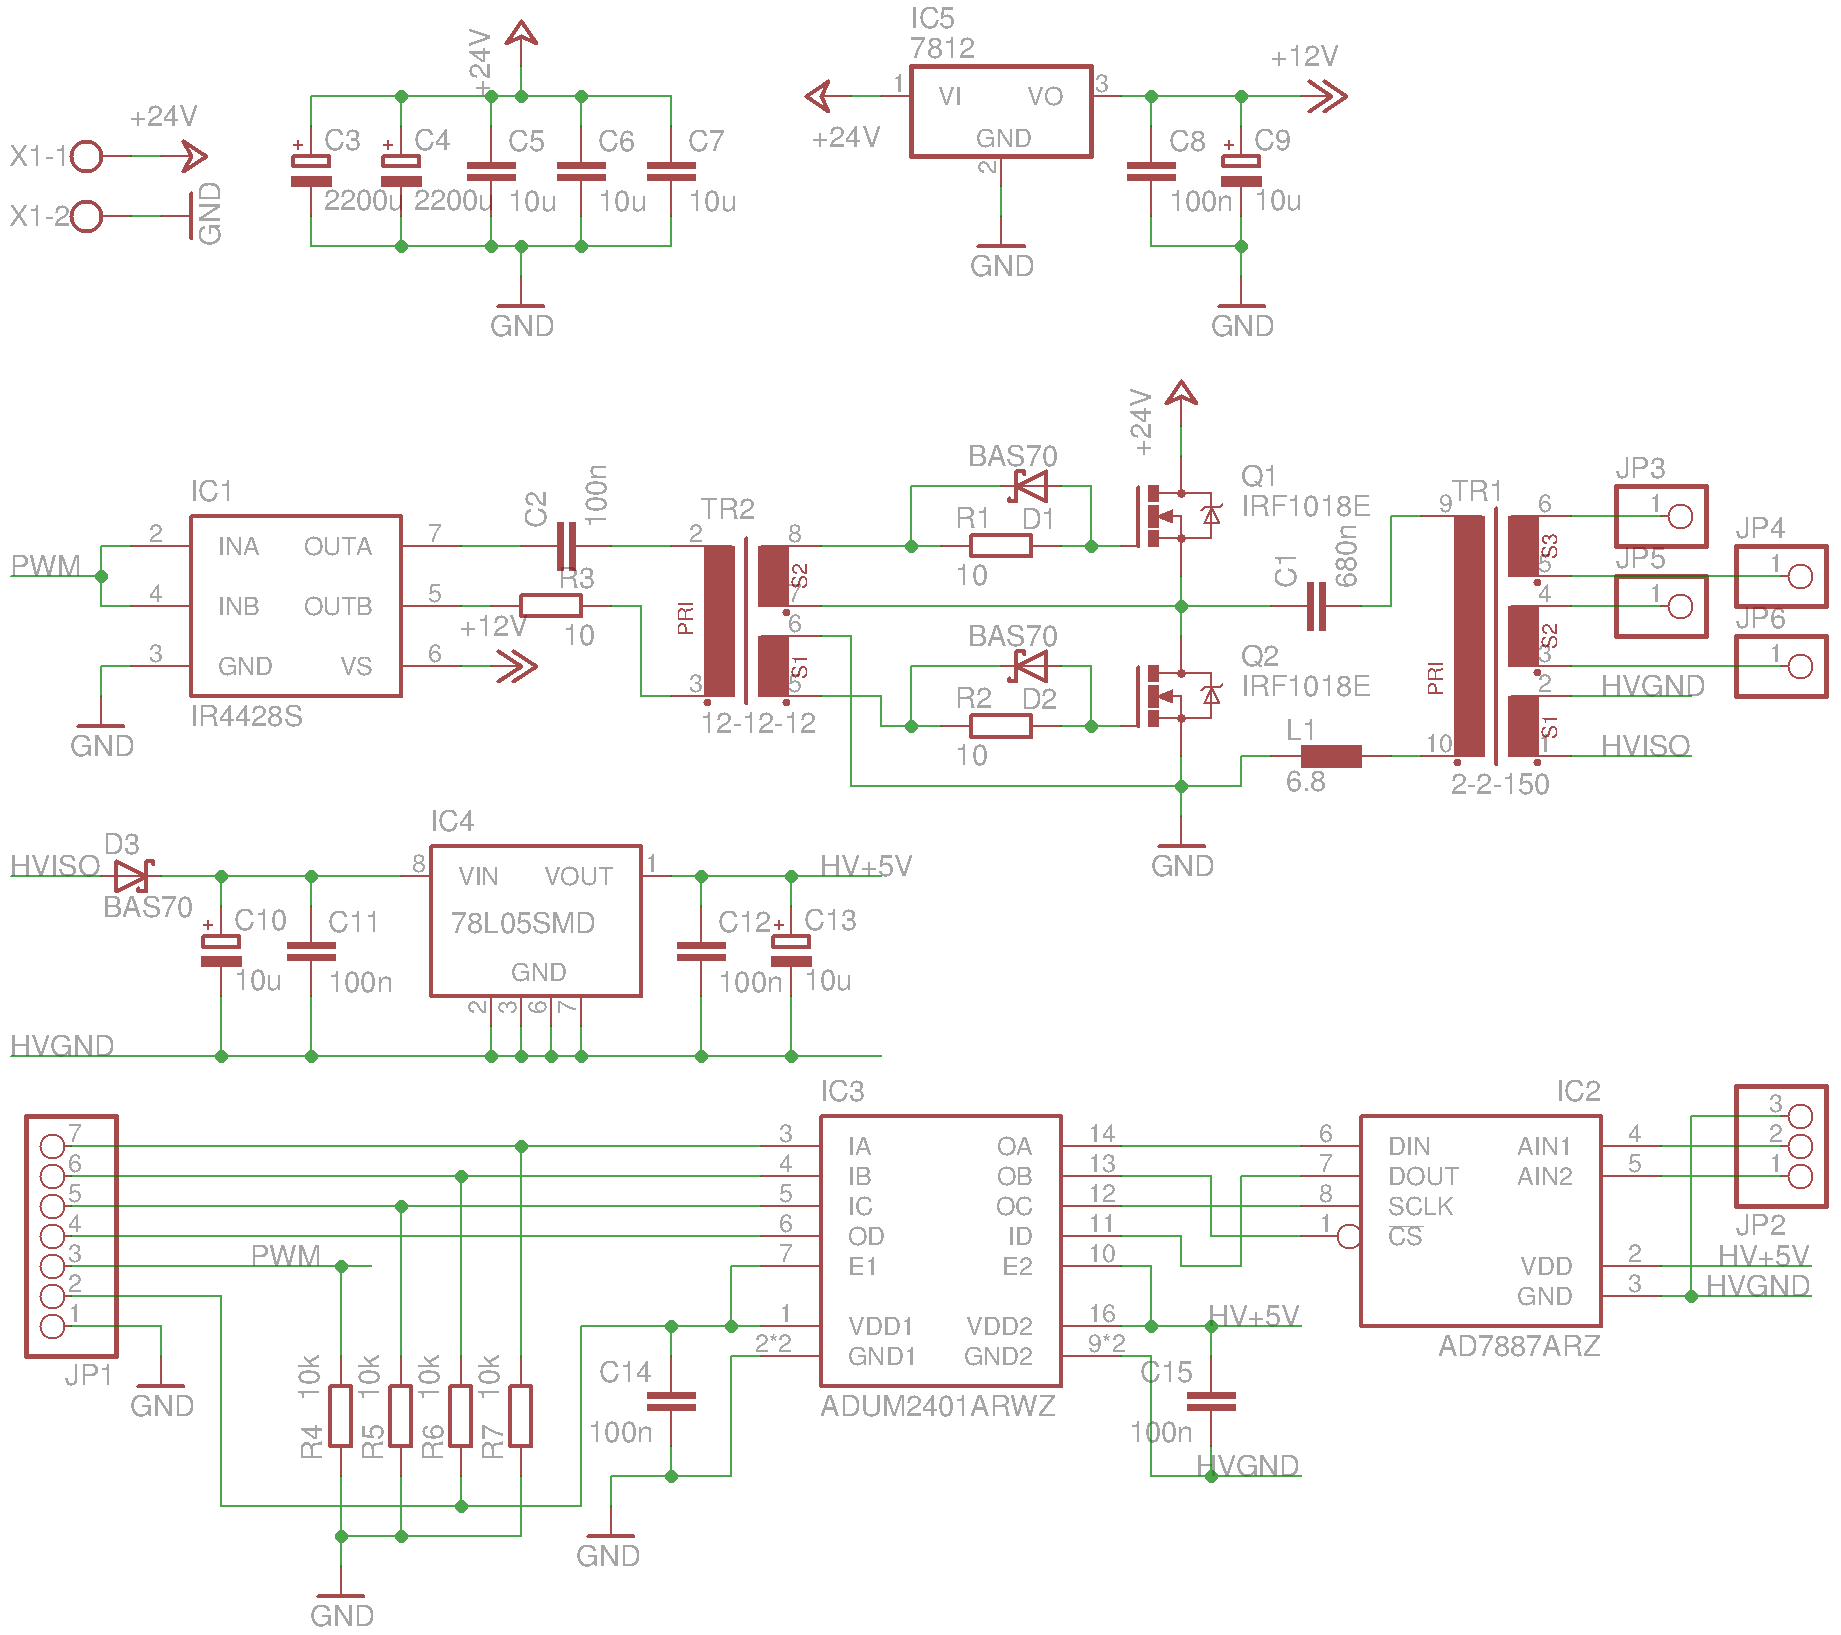 IC5
7812
+24V
+12V
1
VI
VO
3
GND
2
+24V
X1-1
X1-2
+24V
GND
+
C3
2200u
+
C4
2200u
C5
10u
C6
10u
C7
10u
GND
C8
100n
+
C9
10u
GND
GND
IC1
PWM
2
INA
OUTA
7
4
INB
OUTB
5
3
GND
VS
6
IR4428S
GND
+12V
C2
100n
R3
10
TR2
2
PRI
3
8
S2
7
6
S1
5
12-12-12
BAS70
R1
D1
10
BAS70
R2
D2
10
+24V
Q1
IRF1018E
Q2
IRF1018E
C1
680n
L1
6.8
GND
TR1
9
PRI
10
6
S3
5
4
S2
3
2
S1
1
2-2-150
HVGND
HVISO
JP3
1
JP4
1
JP5
1
JP6
1
HVISO
D3
BAS70
+
C10
10u
C11
100n
IC4
8
VIN
VOUT
1
78L05SMD
GND
2
3
6
7
HV+5V
C12
100n
+
C13
10u
HVGND
7
6
5
4
3
2
1
JP1
PWM
GND
R4
10k
R5
10k
R6
10k
R7
10k
GND
C14
100n
GND
IC3
3
IA
OA
14
4
IB
OB
13
5
IC
OC
12
6
OD
ID
11
7
E1
E2
10
1
VDD1
VDD2
16
2*2
GND1
GND2
9*2
ADUM2401ARWZ
HV+5V
C15
100n
HVGND
IC2
6
DIN
AIN1
4
7
DOUT
AIN2
5
8
SCLK
1
CS
VDD
2
GND
3
AD7887ARZ
3
2
1
JP2
HV+5V
HVGND